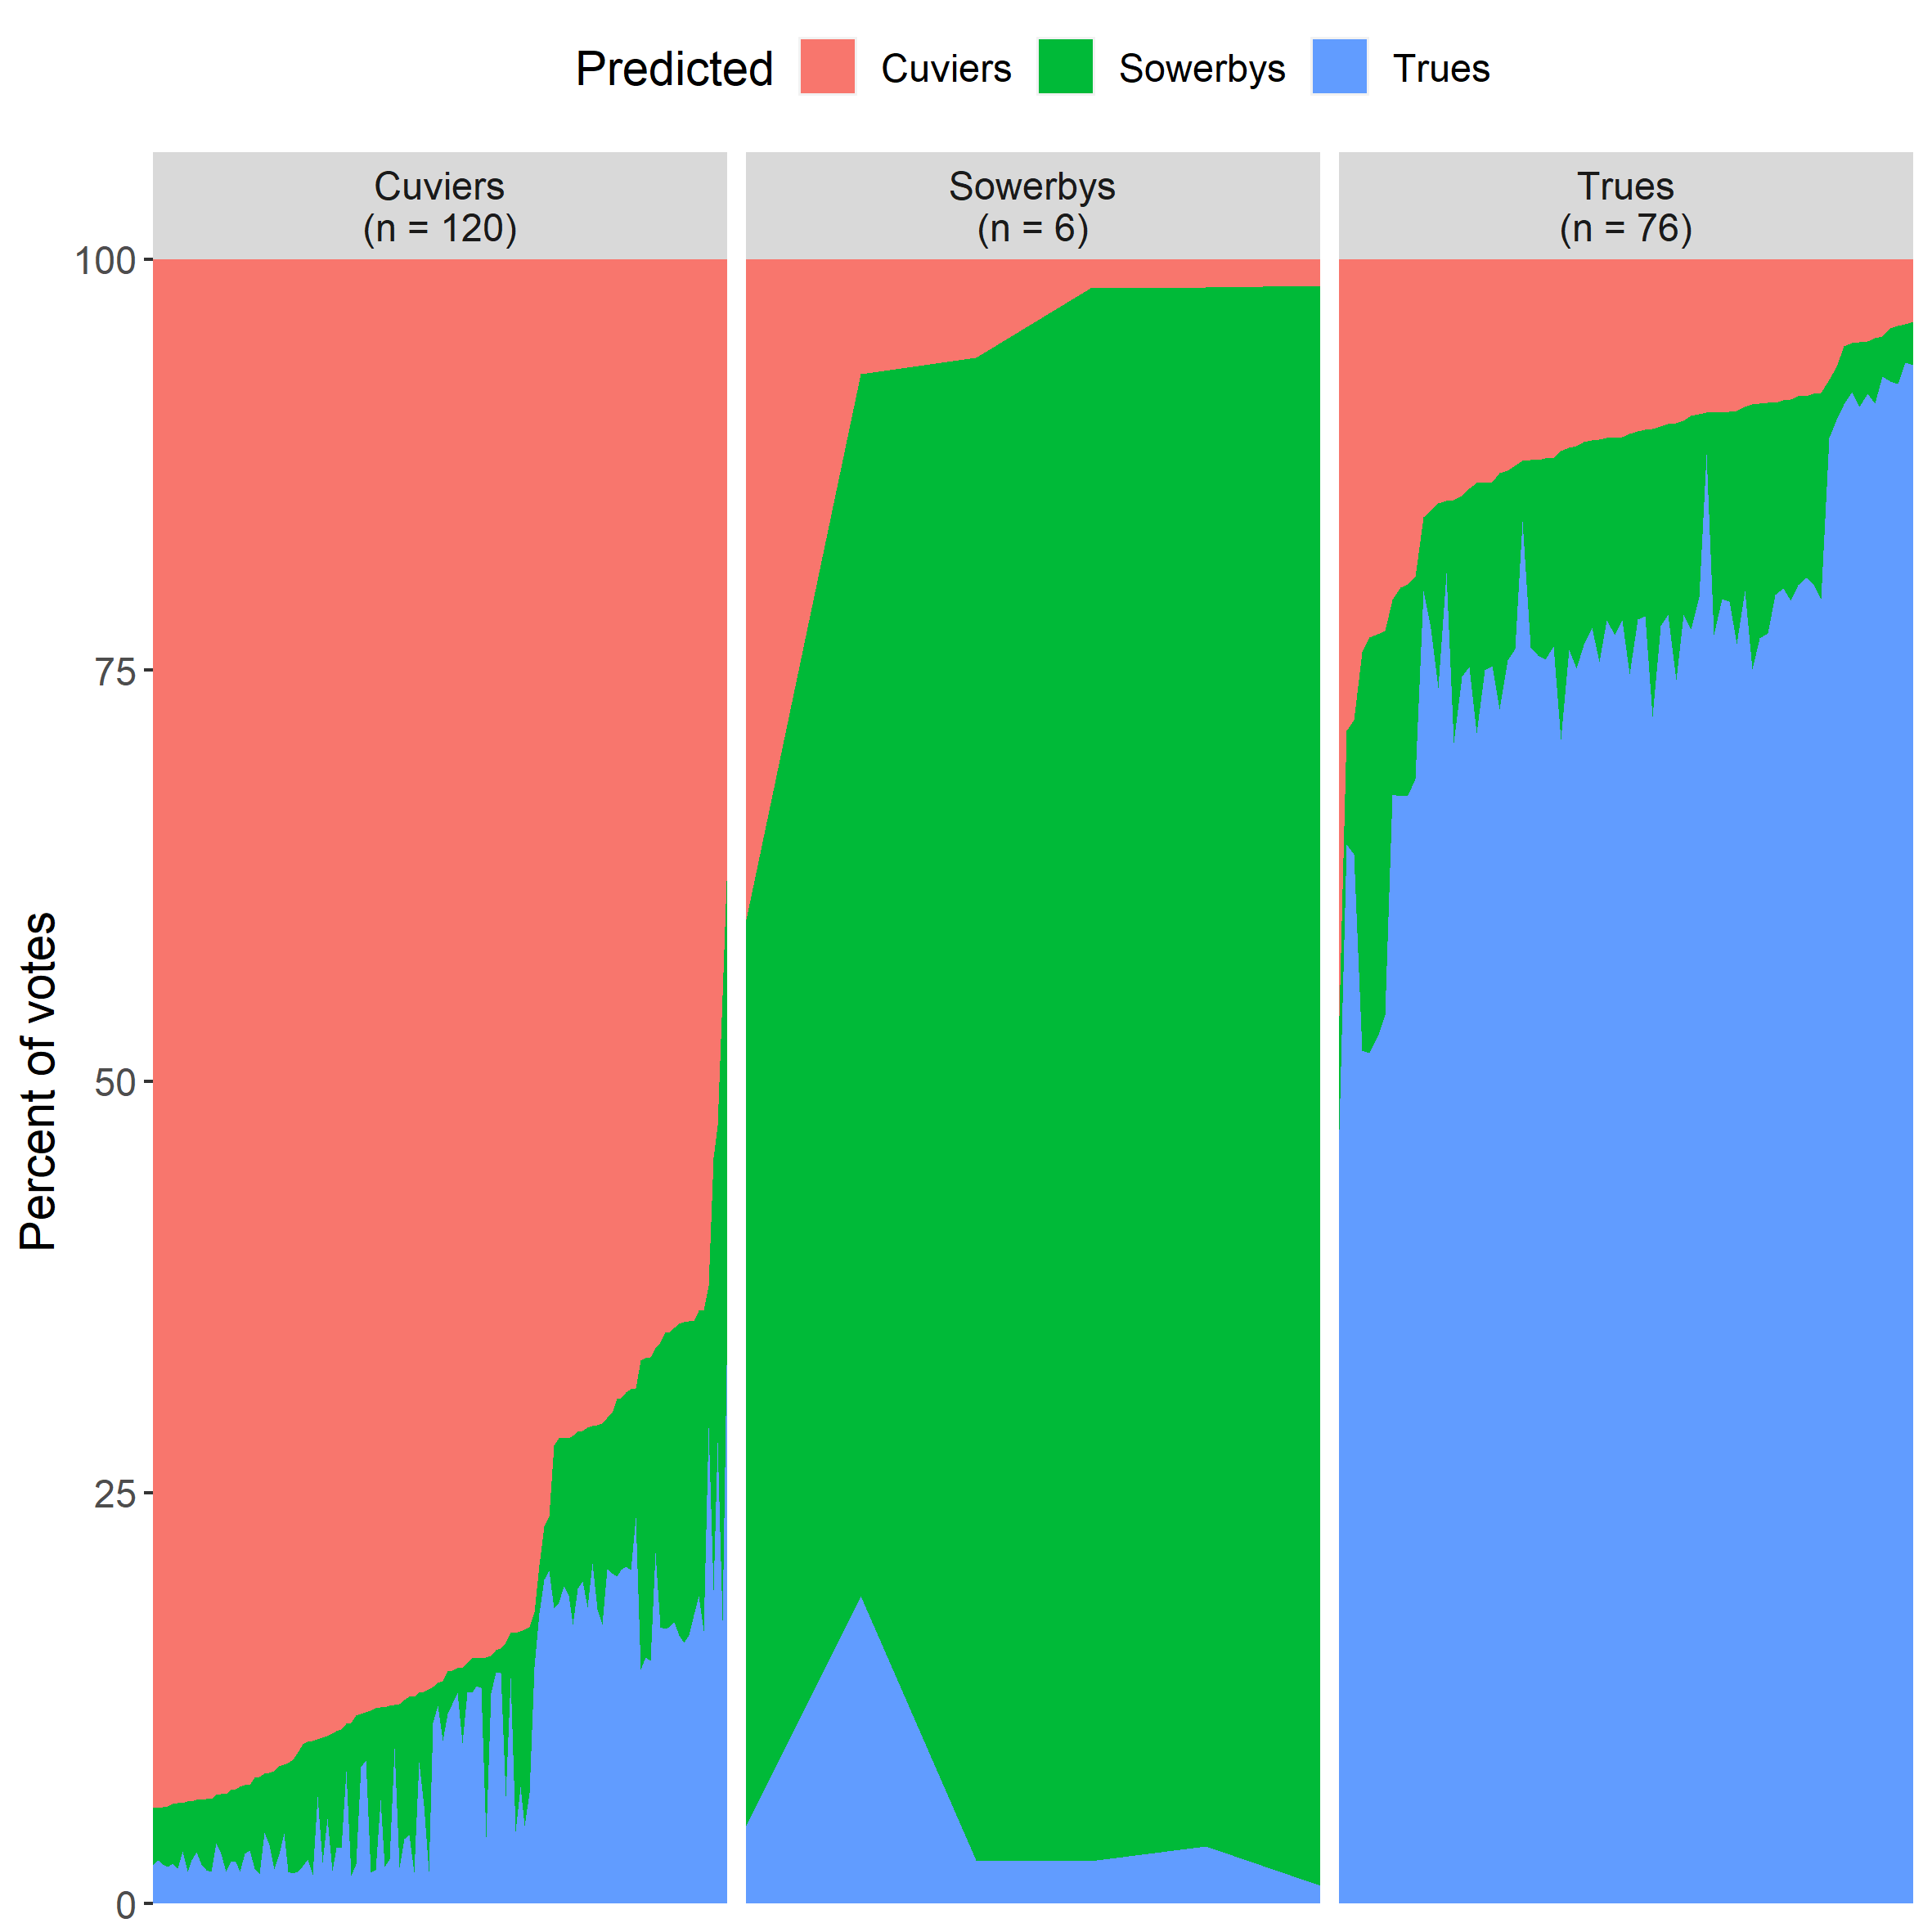 Predicted Cuviers Sowerbys Trues
Cuviers
(n = 120)
Sowerbys
(n = 6)
Trues
(n = 76)
Percent of votes
100
75
50
25
0